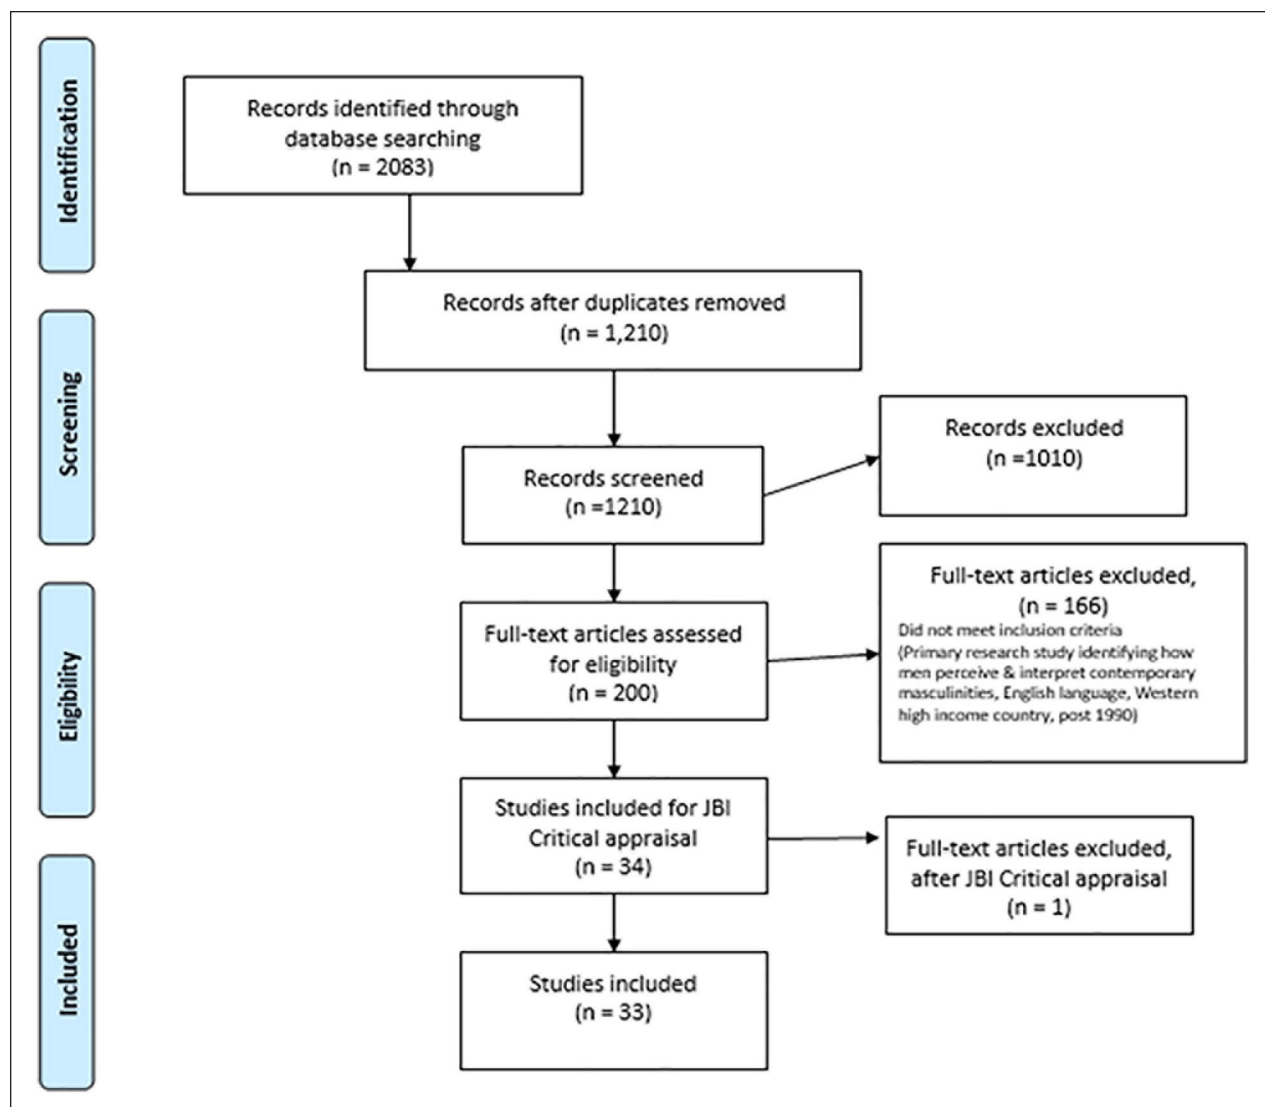 Identification
Records identified through
database searching
(n = 2083)
Records after duplicates removed
(n = 1,210)
Screening
Records screened
(n =1210)
Records excluded
(n =1010)
Eligibility
Full-text articles assessed
for eligibility
(n = 200)
Full-text articles excluded,
(n = 166)
Did not meet inclusion criteria
(Primary research study identifying how
men perceive & interpret contemporary
masculinities, English language, Western
high income country, post 1990)
Studies included for JBI
Critical appraisal
(n = 34)
Full-text articles excluded,
after JBI Critical appraisal
(n = 1)
Included
Studies included
(n = 33)